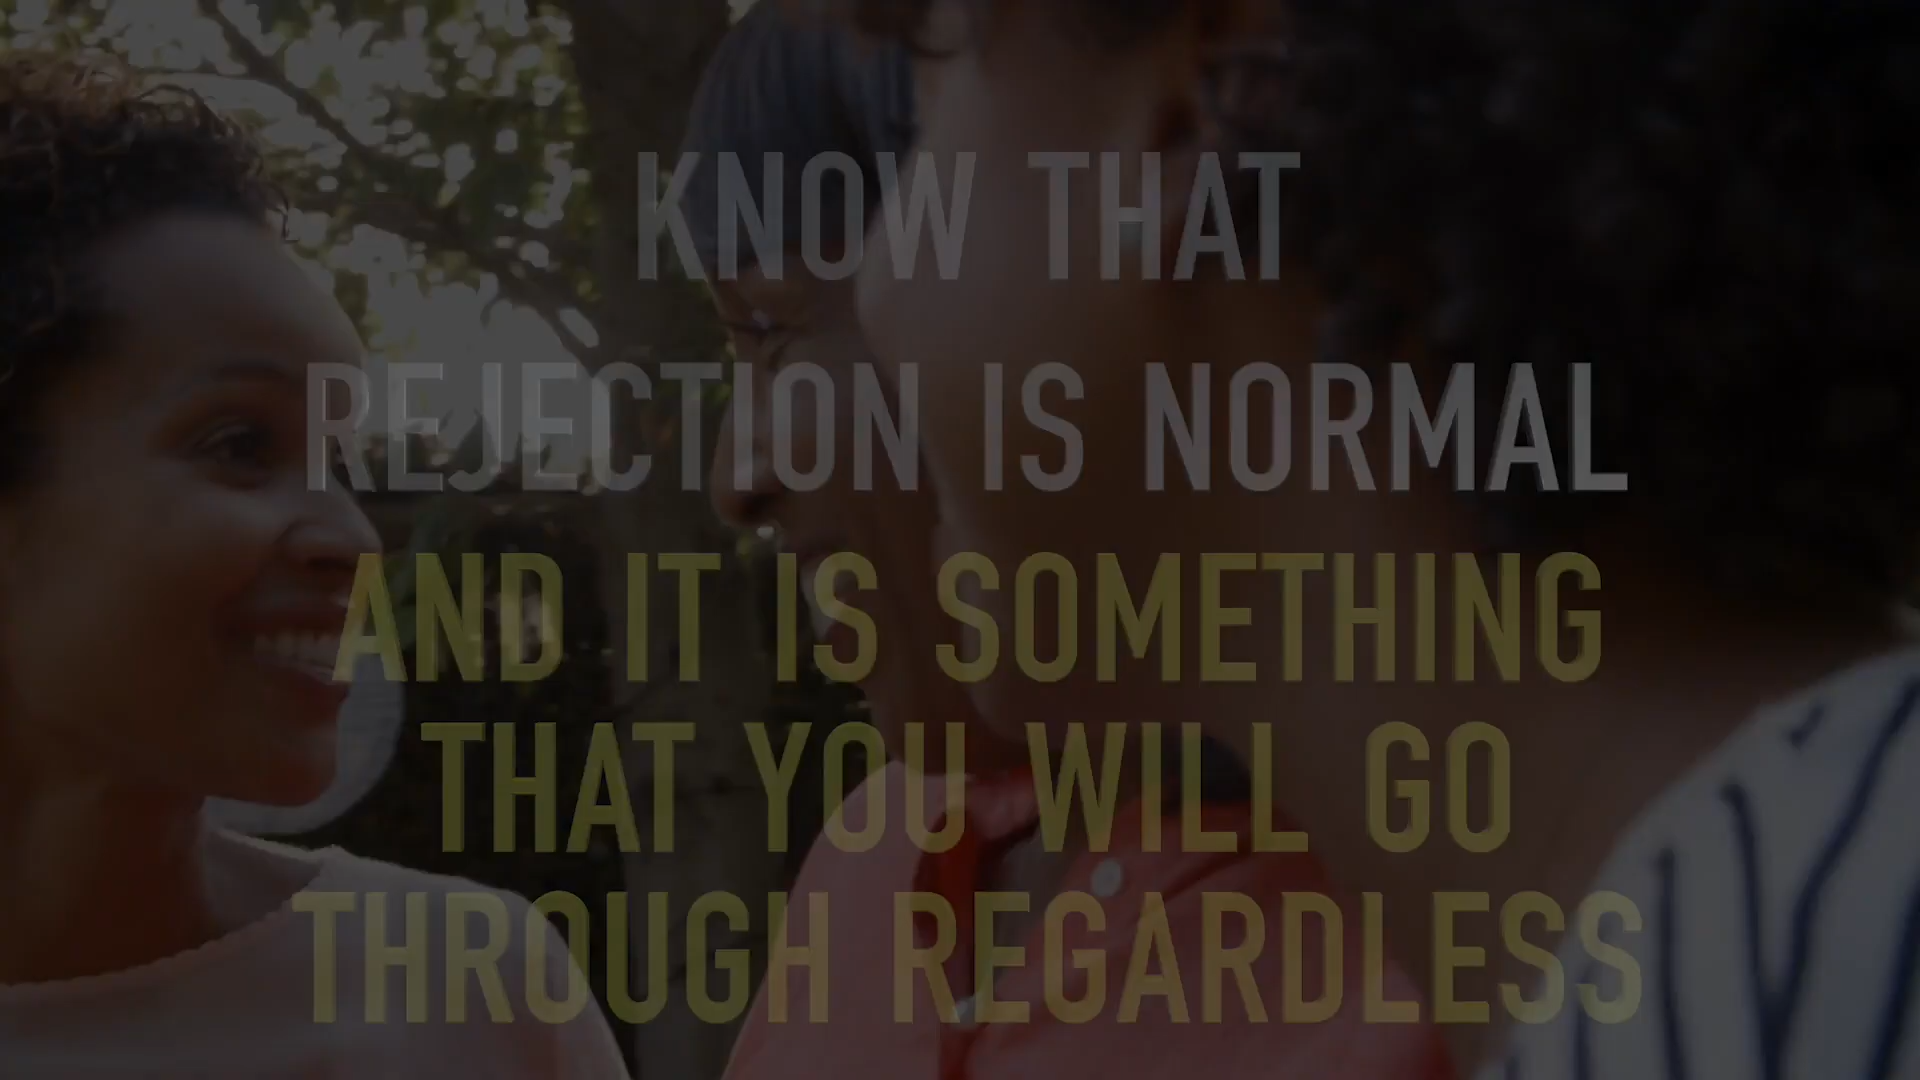 KNOW THAT
REJECTION IS NORMAL
AND IT IS SOMETHING
THAT YOU WILL GO
THROUGH REGARDLESS